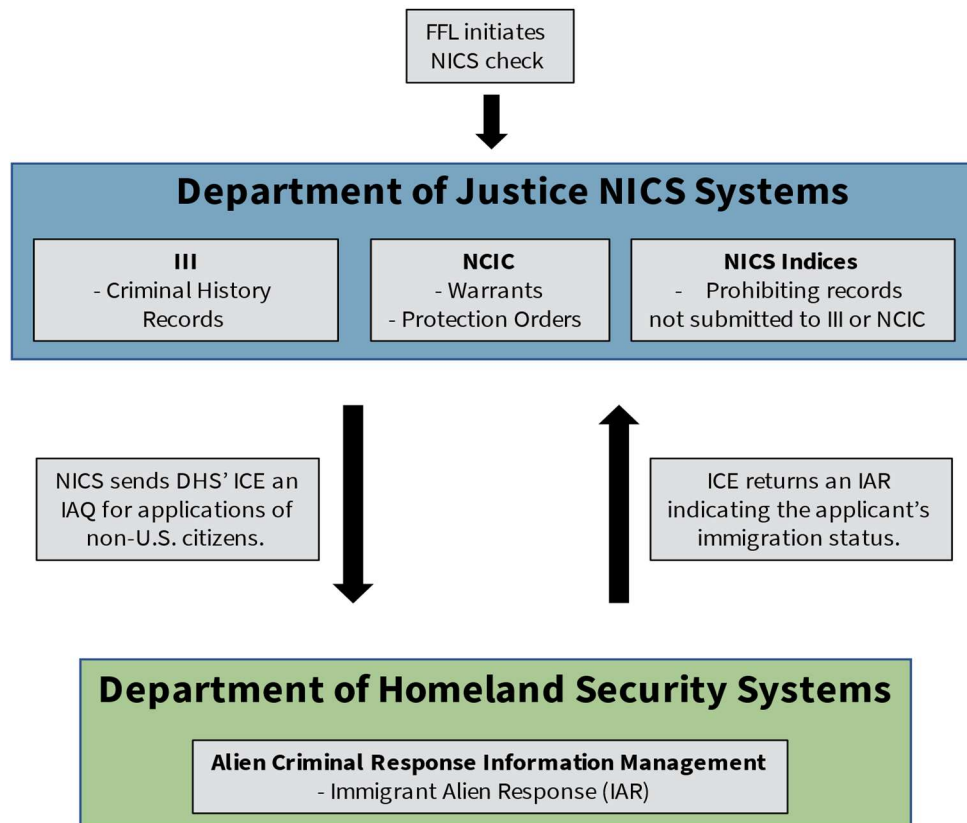 FFL initiates
NICS check
Department of Justice NICS Systems
III
- Criminal History
Records
NCIC
- Warrants
- Protection Orders
NICS Indices
- Prohibiting records
not submitted to III or NCIC
NICS sends DHS’ ICE an
IAQ for applications of
non-U.S. citizens.
ICE returns an IAR
indicating the applicant’s
immigration status.
Department of Homeland Security Systems
Alien Criminal Response Information Management
- Immigrant Alien Response (IAR)